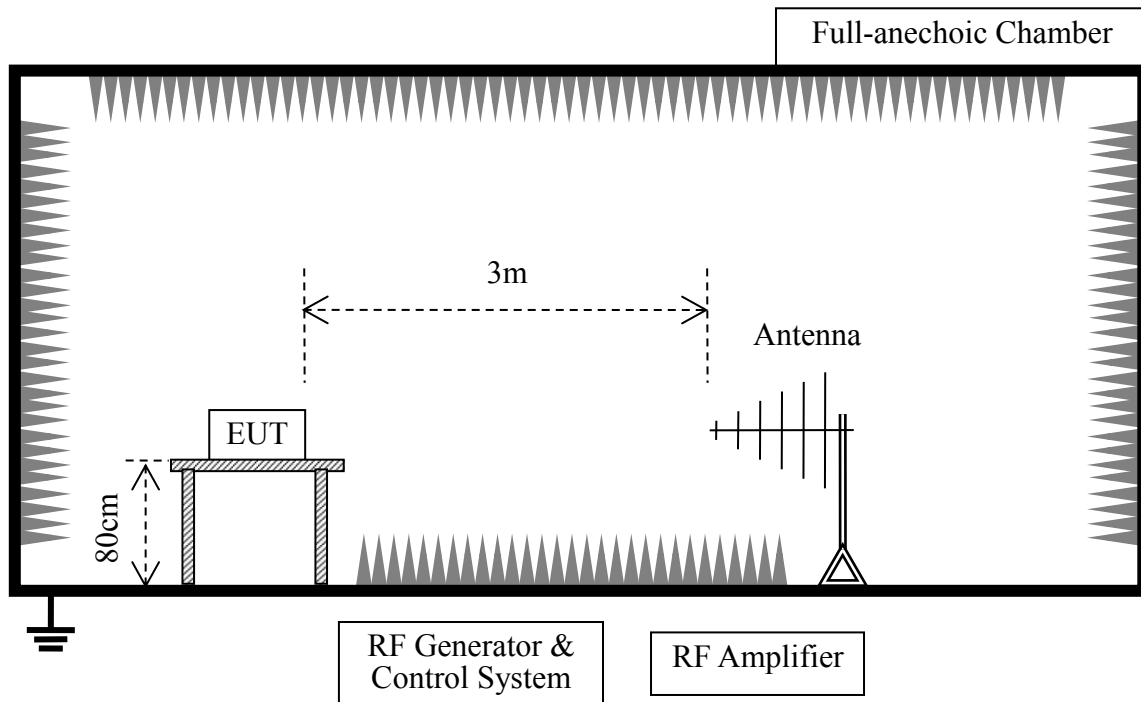 Full-anechoic Chamber
3m
Antenna
EUT
80cm
RF Generator &
Control System
RF Amplifier